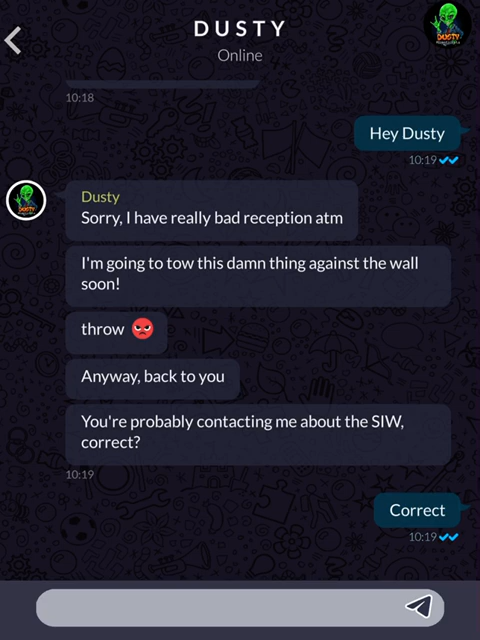 DUSTY
Online
DUSTY
10:18
Hey Dusty
10:19
Dusty
Sorry, I have really bad reception atm
I'm going to tow this damn thing against the wall
soon!
throw 😡
Anyway, back to you
You're probably contacting me about the SIW,
correct?
10:19
Correct
10:19